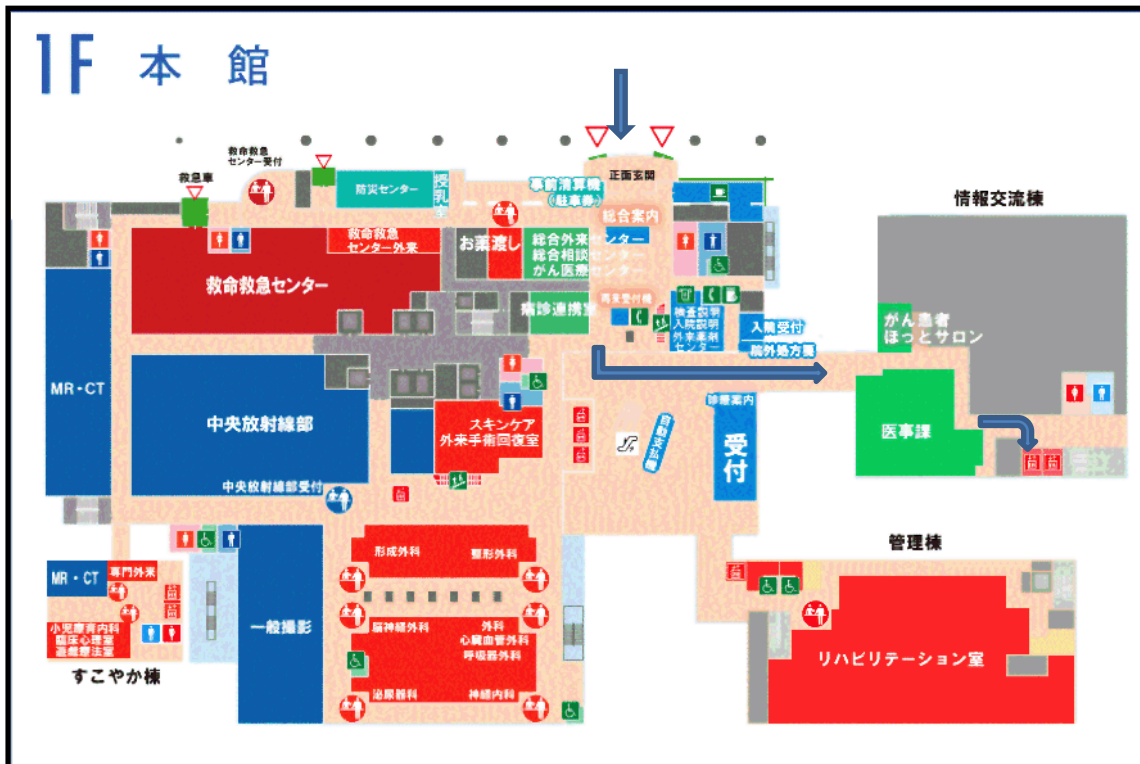 1F 本館
救命救急
センター受付
救急車
防災センター
授乳室
事前清算機
(駐車券)
正面玄関
総合案内
情報交流棟
救命救急
センター外来
お薬渡し
総合外来センター
総合相談センター
がん医療センター
救命救急センター
病診連携室
再来受付機
検査説明
入院説明
外来薬剤
センター
入院受付
院外処方箋
がん患者
ほっとサロン
MR・CT
中央放射線部
スキンケア
外来手術回復室
自動支払機
診療案内
受付
医事課
中央放射線部受付
管理棟
形成外科
整形外科
MR・CT
専門外来
小児療育内科
臨床心理室
遊戯療法室
すこやか棟
一般撮影
脳神経外科
外科
心臓血管外科
呼吸器外科
泌尿器科
神経内科
リハビリテーション室